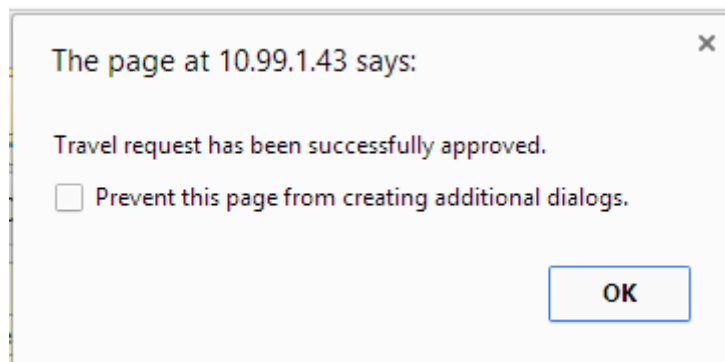 The page at 10.99.1.43 says:
Travel request has been successfully approved.
Prevent this page from creating additional dialogs.
OK